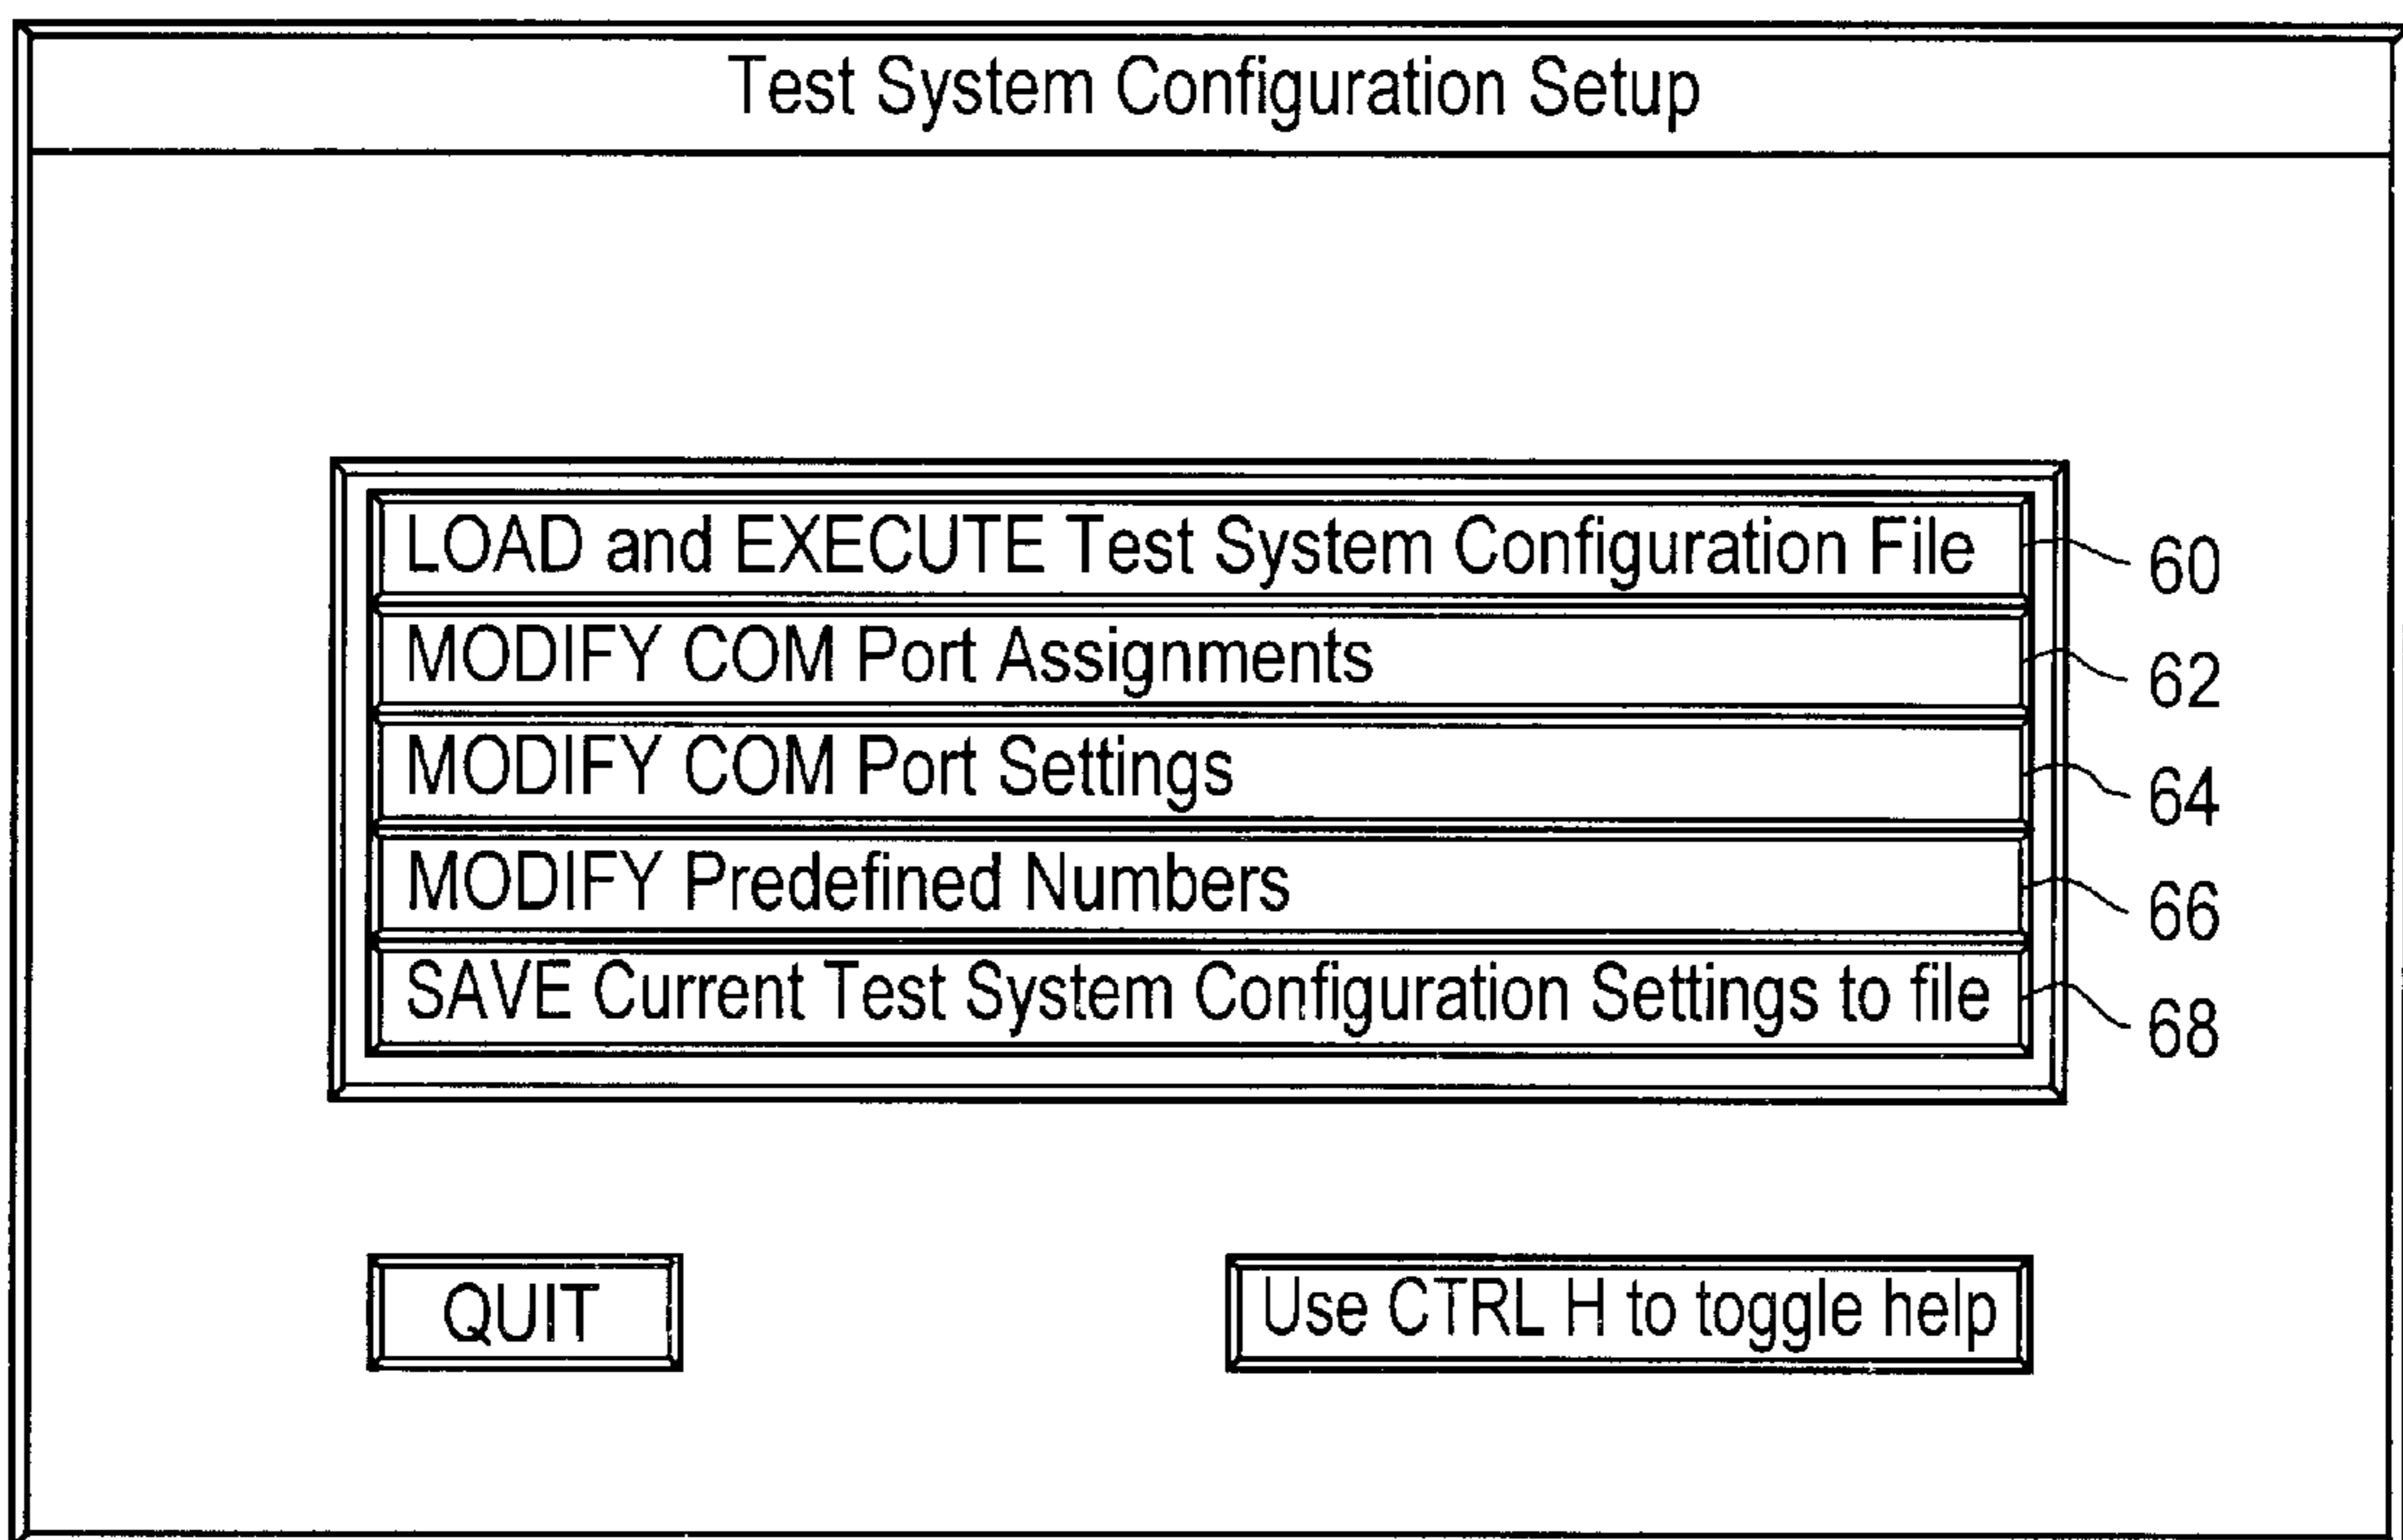 Test System Configuration Setup
LOAD and EXECUTE Test System Configuration File
60
MODIFY COM Port Assignments
62
MODIFY COM Port Settings
64
MODIFY Predefined Numbers
66
SAVE Current Test System Configuration Settings to file
68
QUIT
Use CTRL H to toggle help